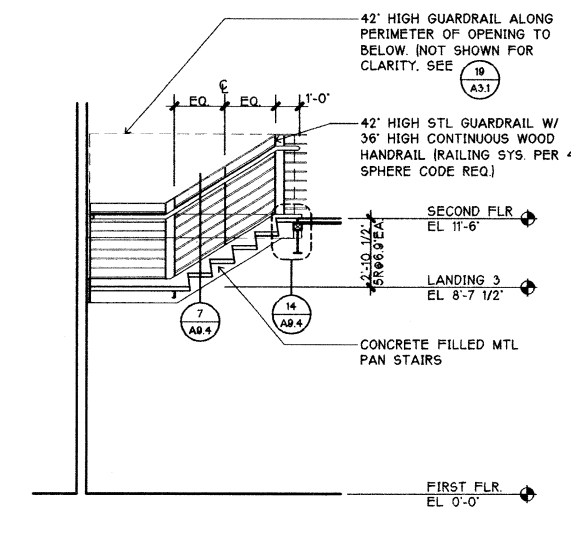 42" HIGH GUARDRAIL ALONG
PERIMETER OF OPENING TO
BELOW. (NOT SHOWN FOR
CLARITY, SEE
19
A3.1
℄
EQ. EQ. 1'-0"
42" HIGH STL GUARDRAIL W/
36" HIGH CONTINUOUS WOOD
HANDRAIL (RAILING SYS. PER 4
SPHERE CODE REQ.)
SECOND FLR
EL 11'-6"
2'-10 1/2"
5R@6.9"EA.
LANDING 3
EL 8'-7 1/2"
7
A9.4
14
A9.4
CONCRETE FILLED MTL
PAN STAIRS
FIRST FLR.
EL 0'-0"